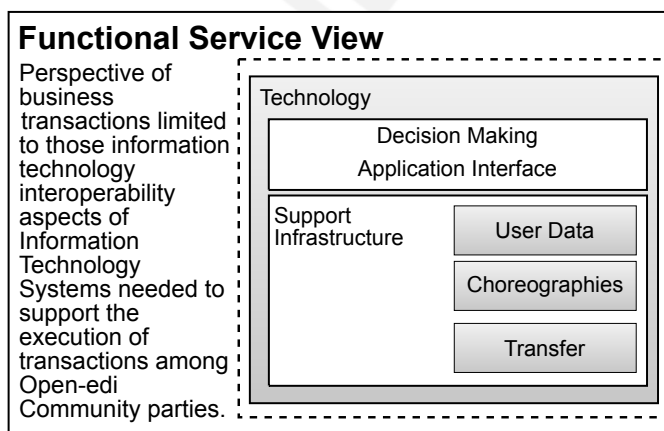 Functional Service View
Perspective of
business
transactions limited
to those information
technology
interoperability
aspects of
Information
Technology
Systems needed to
support the
execution of
transactions among
Open-edi
Community parties.
Technology
Decision Making
Application Interface
Support
Infrastructure
User Data
Choreographies
Transfer